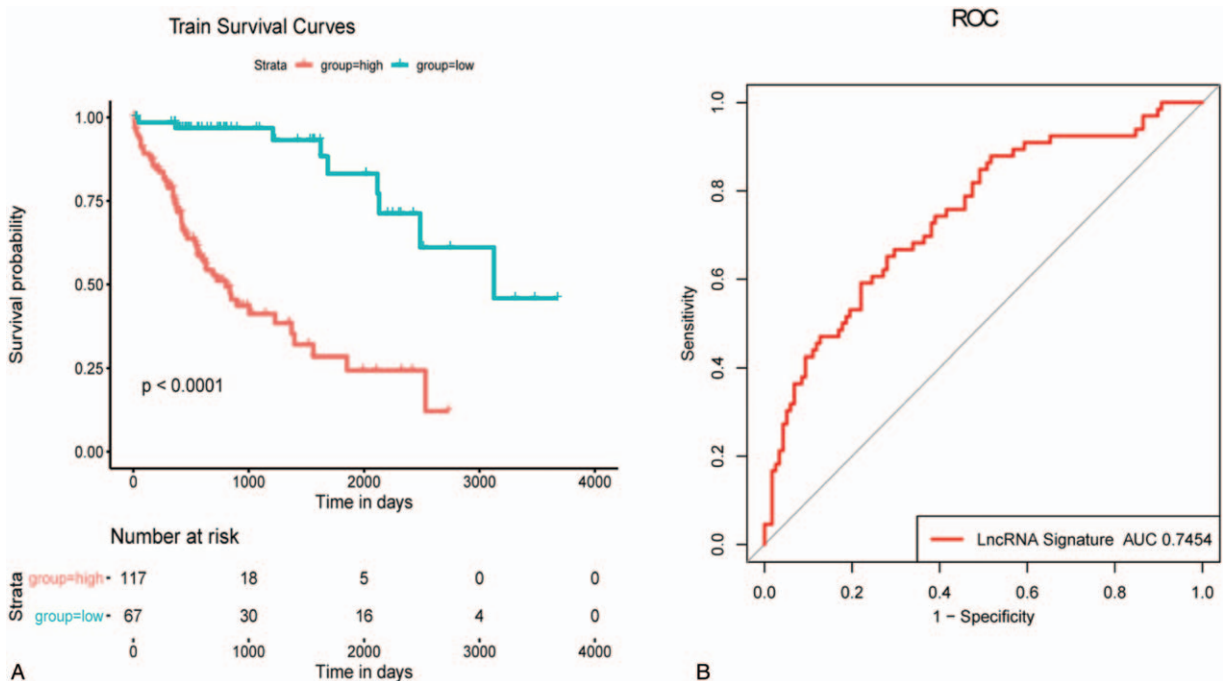 Train Survival Curves
Strata group=high group=low
Survival probability
1.00
0.75
0.50
0.25
0.00
p < 0.0001
0 1000 2000 3000 4000
Time in days
Number at risk
Strata
group=high 117 18 5 0 0
group=low 67 30 16 4 0
0 1000 2000 3000 4000
Time in days
A
ROC
Sensitivity
1.0
0.8
0.6
0.4
0.2
0.0
LncRNA Signature AUC 0.7454
0.0 0.2 0.4 0.6 0.8 1.0
1 − Specificity
B